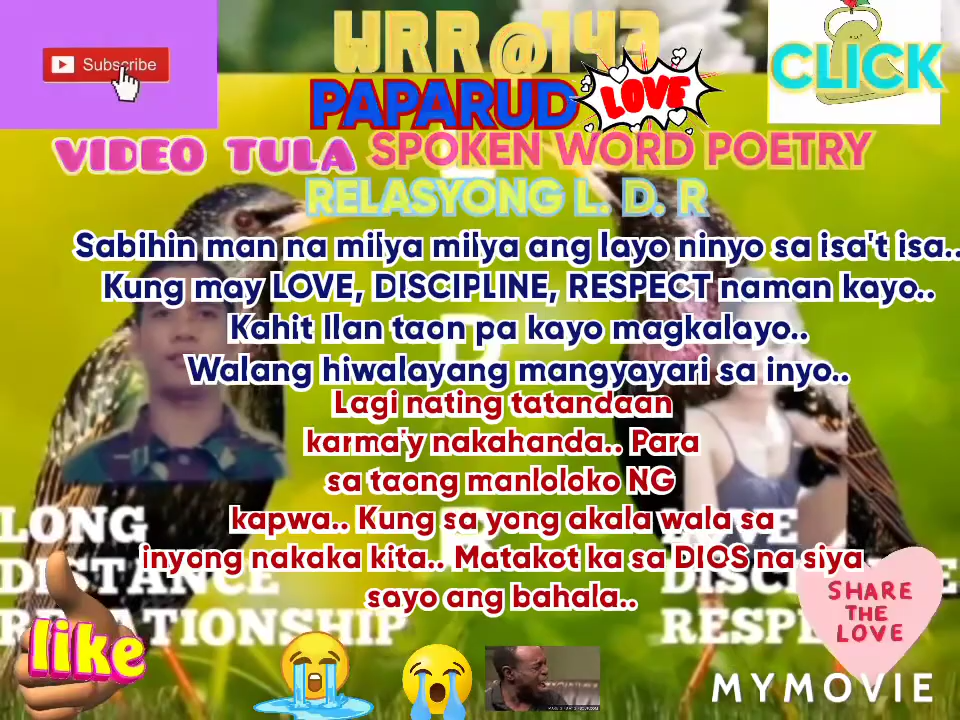 Subscribe
WRR@143
CLICK
PAPARUD
LOVE
VIDEO TULA SPOKEN WORD POETRY
RELASYONG L. D. R
Sabihin man na milya milya ang layo ninyo sa isa't isa..
Kung may LOVE, DISCIPLINE, RESPECT naman kayo..
Kahit Ilan taon pa kayo magkalayo..
Walang hiwalayang mangyayari sa inyo..
Lagi nating tatandaan
karma'y nakahanda.. Para
sa taong manloloko NG
kapwa.. Kung sa yong akala wala sa
inyong nakaka kita.. Matakot ka sa DIOS na siya
sayo ang bahala..
LONG
DISTANCE
RELATIONSHIP
LOVE
D
like
SHARE
THE
LOVE
MYMOVIE